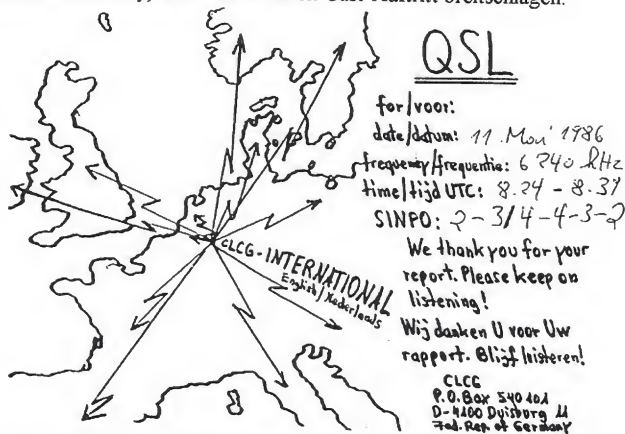 breitschlagen.
QSL
for/voor:
date/datum: 11. Mai 1986
frequency/frequentie: 6240 kHz
time/tijd UTC: 8.24 - 8.37
SINPO: 2-3/4-4-3-2
We thank you for your
report. Please keep on
listening!
Wij danken U voor Uw
rapport. Blijf luisteren!
CLCG
P.O. Box 540 101
D-4100 Duisburg 11
Fed. Rep. of Germany
CLCG-INTERNATIONAL
English/Nederlands